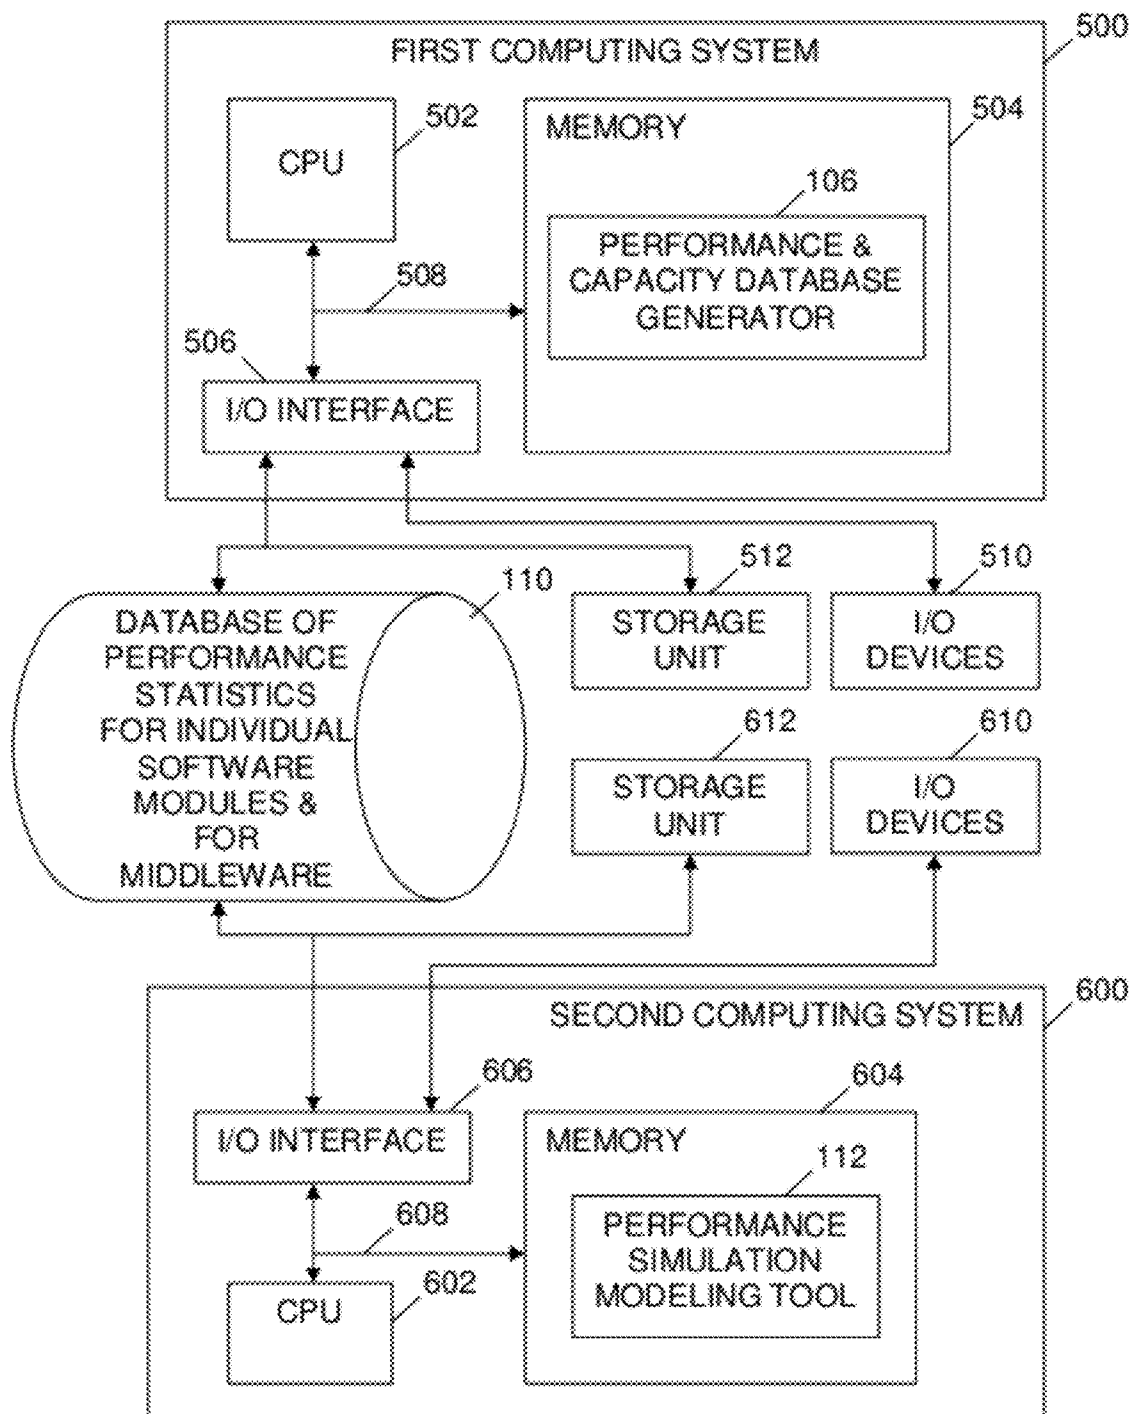 500
FIRST COMPUTING SYSTEM
502
504
CPU
MEMORY
106
PERFORMANCE &
CAPACITY DATABASE
GENERATOR
508
506
I/O INTERFACE
512
510
110
DATABASE OF
PERFORMANCE
STATISTICS
FOR INDIVIDUAL
SOFTWARE
MODULES &
FOR
MIDDLEWARE
STORAGE
UNIT
I/O
DEVICES
612
610
STORAGE
UNIT
I/O
DEVICES
600
SECOND COMPUTING SYSTEM
606
604
I/O INTERFACE
MEMORY
112
PERFORMANCE
SIMULATION
MODELING TOOL
608
602
CPU